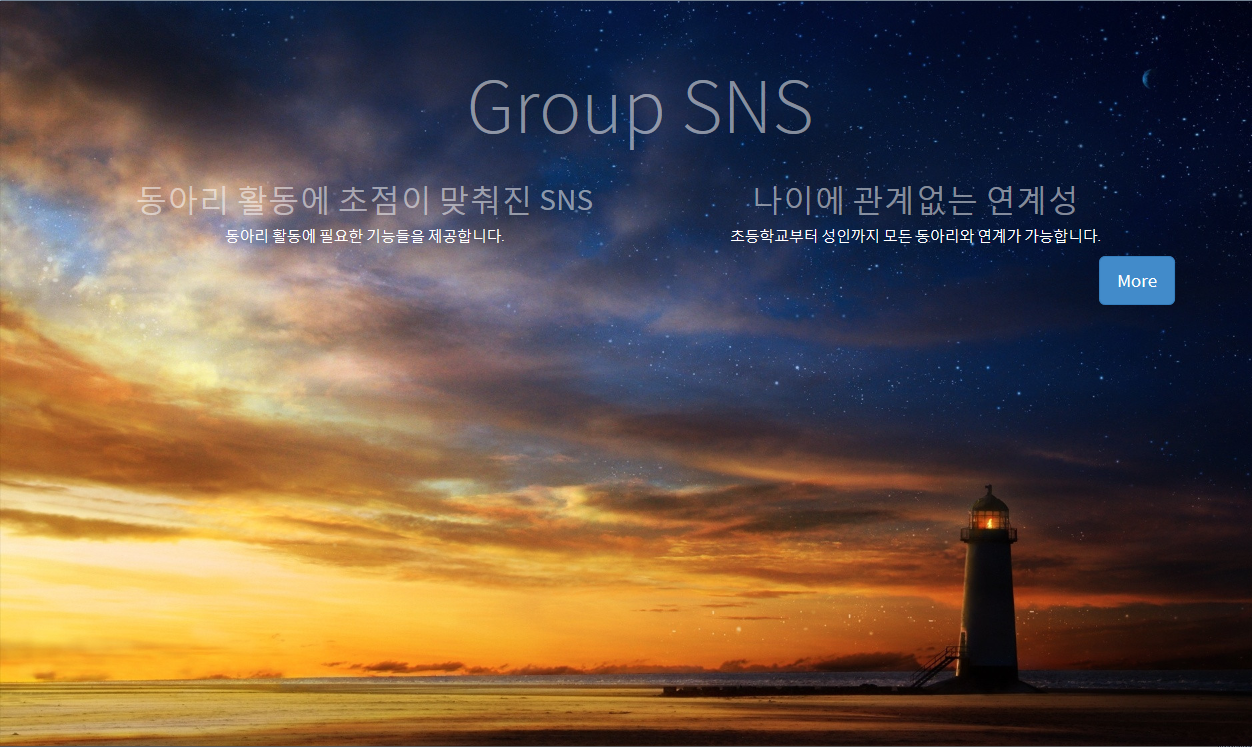 Group SNS
동아리 활동에 초점이 맞춰진 SNS
동아리 활동에 필요한 기능들을 제공합니다.
나이에 관계없는 연계성
초등학교부터 성인까지 모든 동아리와 연계가 가능합니다.
More